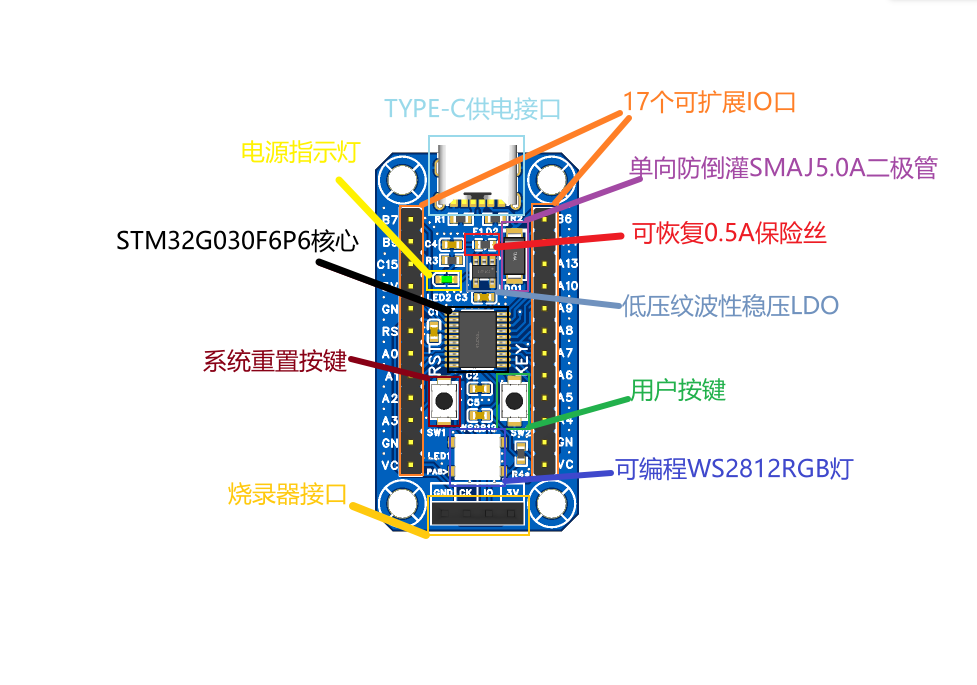 TYPE-C供电接口
17个可扩展IO口
电源指示灯
单向防倒灌SMAJ5.0A二极管
STM32G030F6P6核心
可恢复0.5A保险丝
低压纹波性稳压LDO
系统重置按键
用户按键
可编程WS2812RGB灯
烧录器接口
B7
R1
R2
B6
F1 D2
C4
R3
C15
A13
A10
LED2 C3
GN
A9
RS
RST
KEY
A8
A0
A7
A1
C2
A6
A2
A5
C5
A3
SW1
SW2
GN
GN
LED1
VC
R4
VC
GND CK IO 3V